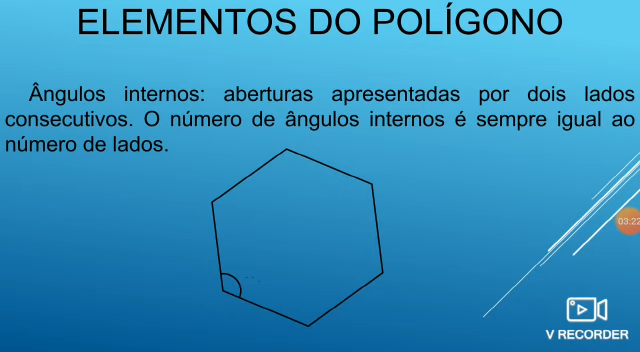 ELEMENTOS DO POLÍGONO
Ângulos internos: aberturas apresentadas por dois lados
consecutivos. O número de ângulos internos é sempre igual ao
número de lados.
03:22
V RECORDER